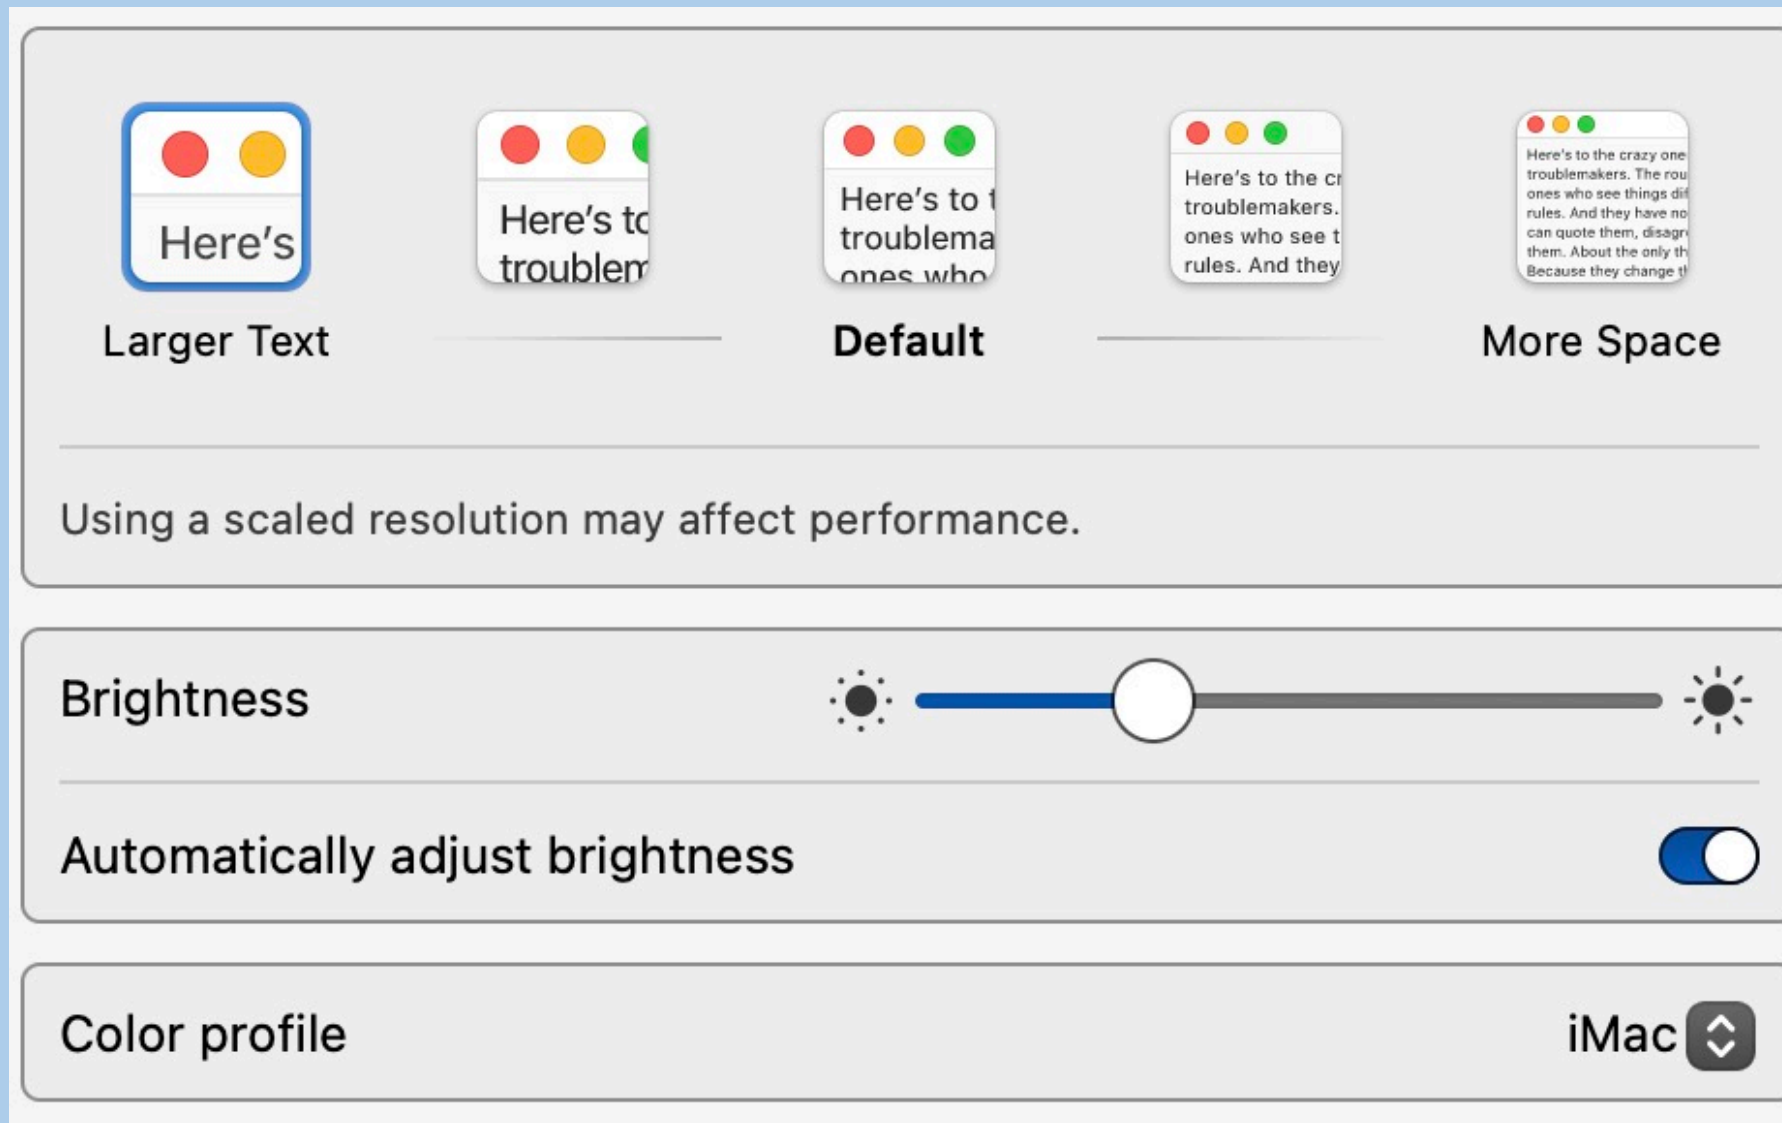 Here's
Here's to
troublem
Here's to t
troublema
ones who
Here's to the cr
troublemakers.
ones who see t
rules. And they
Here's to the crazy one
troublemakers. The rou
ones who see things dif
rules. And they have no
can quote them, disagr
them. About the only th
Because they change t
Larger Text
Default
More Space
Using a scaled resolution may affect performance.
Brightness
Automatically adjust brightness
Color profile
iMac